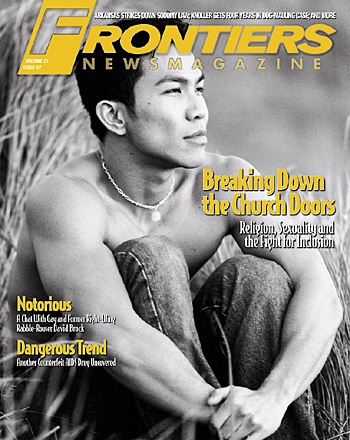 ARKANSAS STRIKES DOWN SODOMY LAW; KNOLLER GETS FOUR YEARS IN DOG-MAULING CASE; AND MORE
FRONTIERS
VOLUME 21
ISSUE 07
NEWSMAGAZINE
Breaking Down
the Church Doors
Religion, Sexuality and
the Fight for Inclusion
Notorious
A Chat With Gay and Former Right-Wing
Rabble-Rouser David Brock
Dangerous Trend
Another Counterfeit AIDS Drug Uncovered